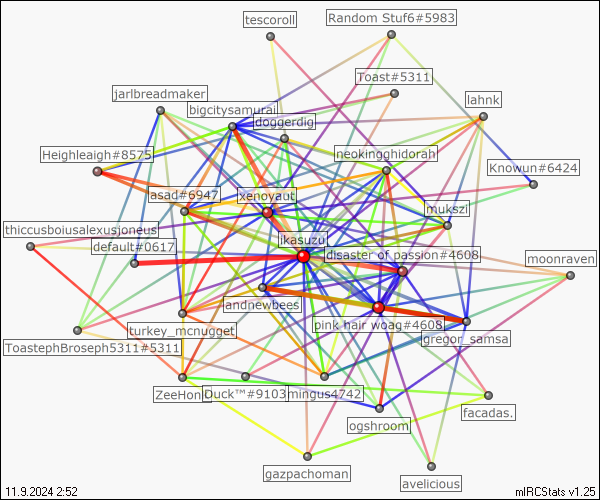 tescoroll
Random Stuf6#5983
Toast#5311
jarlbreadmaker
bigcitysamurai
lahnk
doggerdig
Heighleaigh#8575
neokingghidorah
Knowun#6424
asad#6947
xenoyaut
mukszi
thiccusboiusalexusjoneus
ikasuzu
default#0617
disaster of passion#4608
moonraven
landnewbees
turkey_mcnugget
pink hair woag#4608
gregor_samsa
ToastephBroseph5311#5311
ZeeHon
Duck™#9103
mingus4742
facadas.
ogshroom
gazpachoman
avelicious
11.9.2024 2:52
mIRCStats v1.25